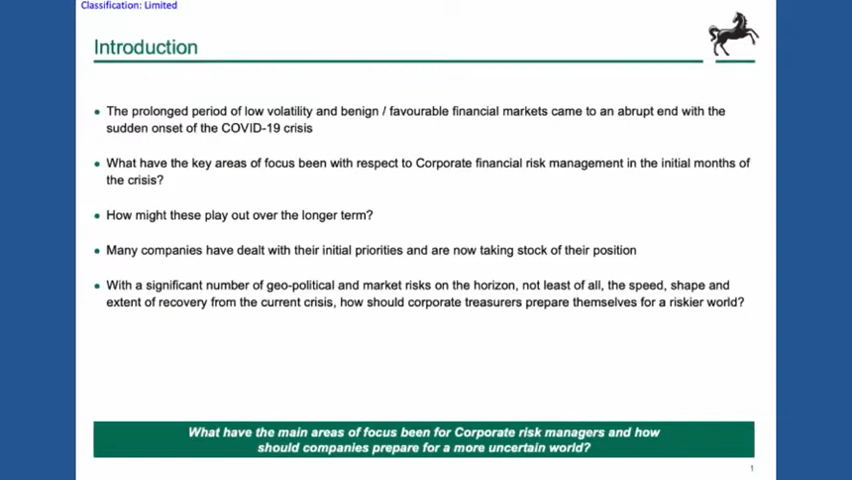 Classification: Limited
Introduction
• The prolonged period of low volatility and benign / favourable financial markets came to an abrupt end with the
sudden onset of the COVID-19 crisis
• What have the key areas of focus been with respect to Corporate financial risk management in the initial months of
the crisis?
• How might these play out over the longer term?
• Many companies have dealt with their initial priorities and are now taking stock of their position
• With a significant number of geo-political and market risks on the horizon, not least of all, the speed, shape and
extent of recovery from the current crisis, how should corporate treasurers prepare themselves for a riskier world?
What have the main areas of focus been for Corporate risk managers and how
should companies prepare for a more uncertain world?
1